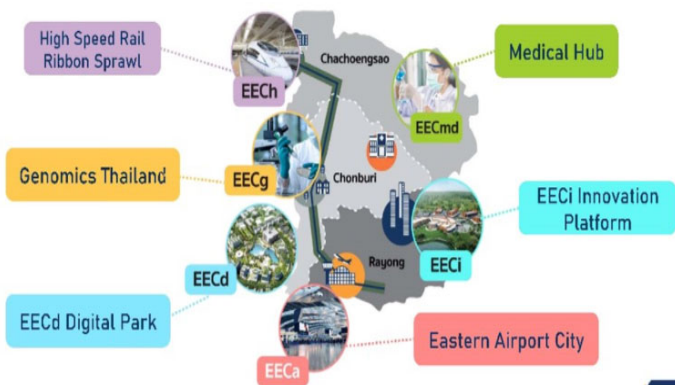 High Speed Rail
Ribbon Sprawl
EECh
Chachoengsao
Medical Hub
EECmd
Genomics Thailand
EECg
Chonburi
EECi Innovation
Platform
EECi
Rayong
EECd
EECd Digital Park
EECa
Eastern Airport City